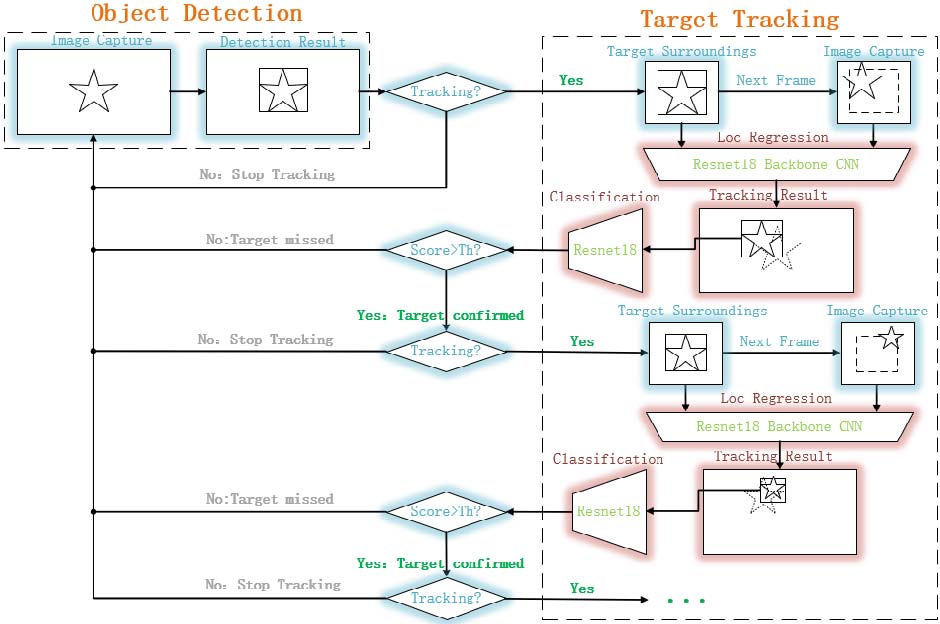 Object Detection
Target Tracking
Image Capture
Detection Result
Tracking?
Yes
Target Surroundings
Next Frame
Image Capture
Loc Regression
Resnet18 Backbone CNN
No: Stop Tracking
Classification
Tracking Result
No:Target missed
Score>Th?
Resnet18
Yes: Target confirmed
Target Surroundings
Image Capture
No: Stop Tracking
Tracking?
Yes
Next Frame
Loc Regression
Resnet18 Backbone CNN
Classification
Tracking Result
No:Target missed
Score>Th?
Resnet18
Yes: Target confirmed
No: Stop Tracking
Tracking?
Yes
...